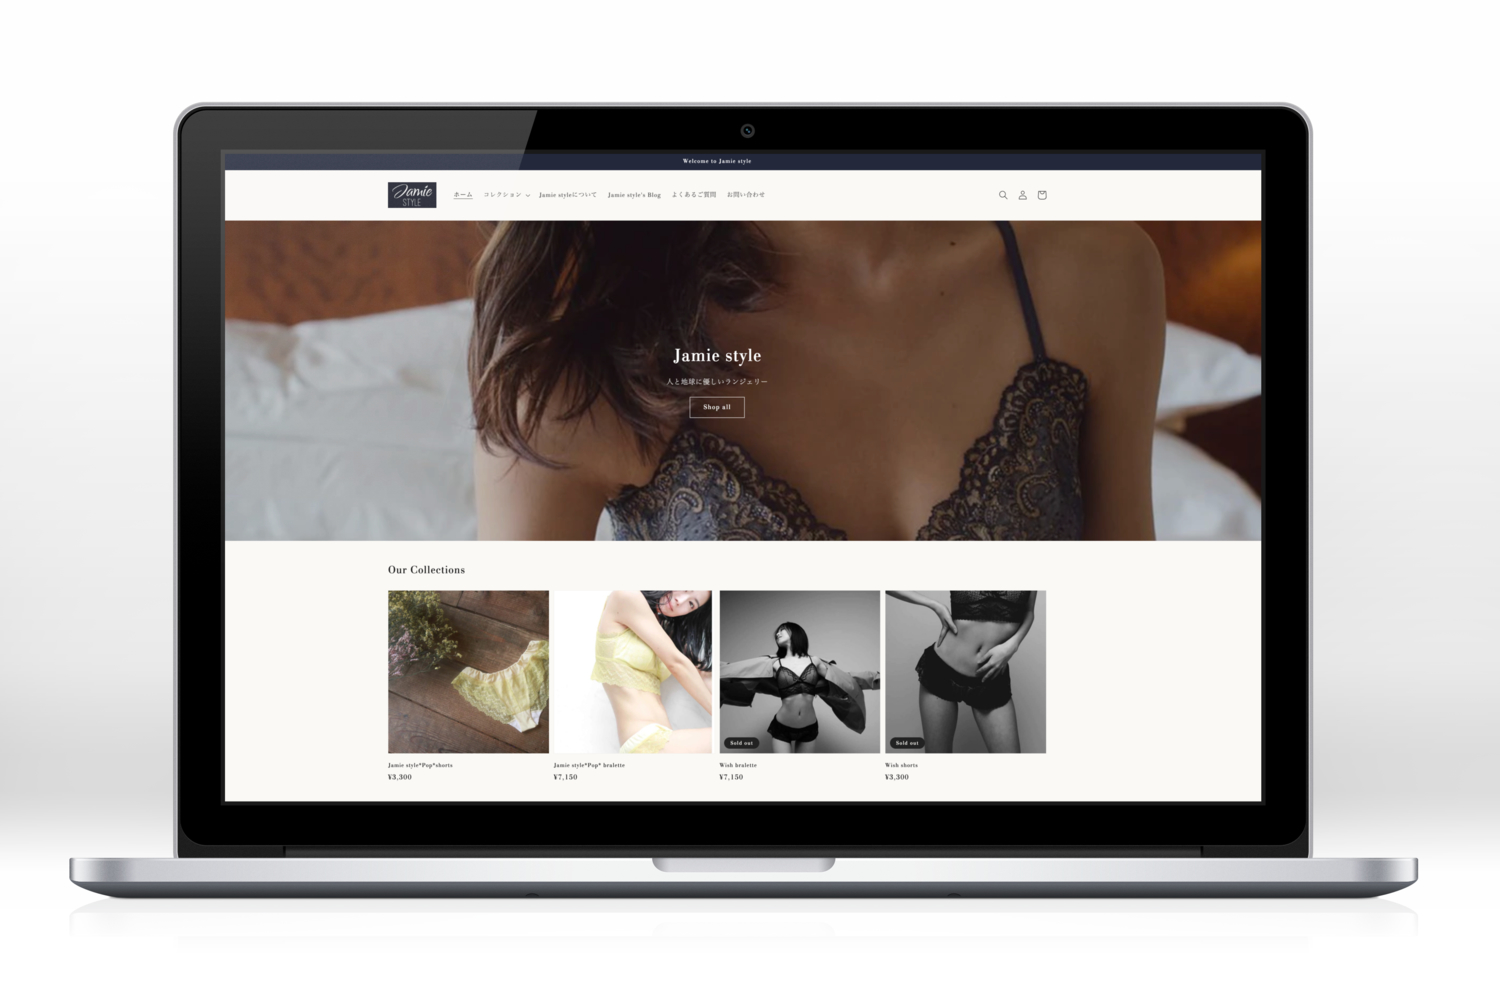 Welcome to Jamie style
Jamie
STYLE
ホーム コレクション Jamie styleについて Jamie style's Blog よくあるご質問 お問い合わせ
Jamie style
人と地球に優しいランジェリー
Shop all
Our Collections
Sold out
Sold out
Jamie style*Pop*shorts
¥3,300
Jamie style*Pop* bralette
¥7,150
Wish bralette
¥7,150
Wish shorts
¥3,300